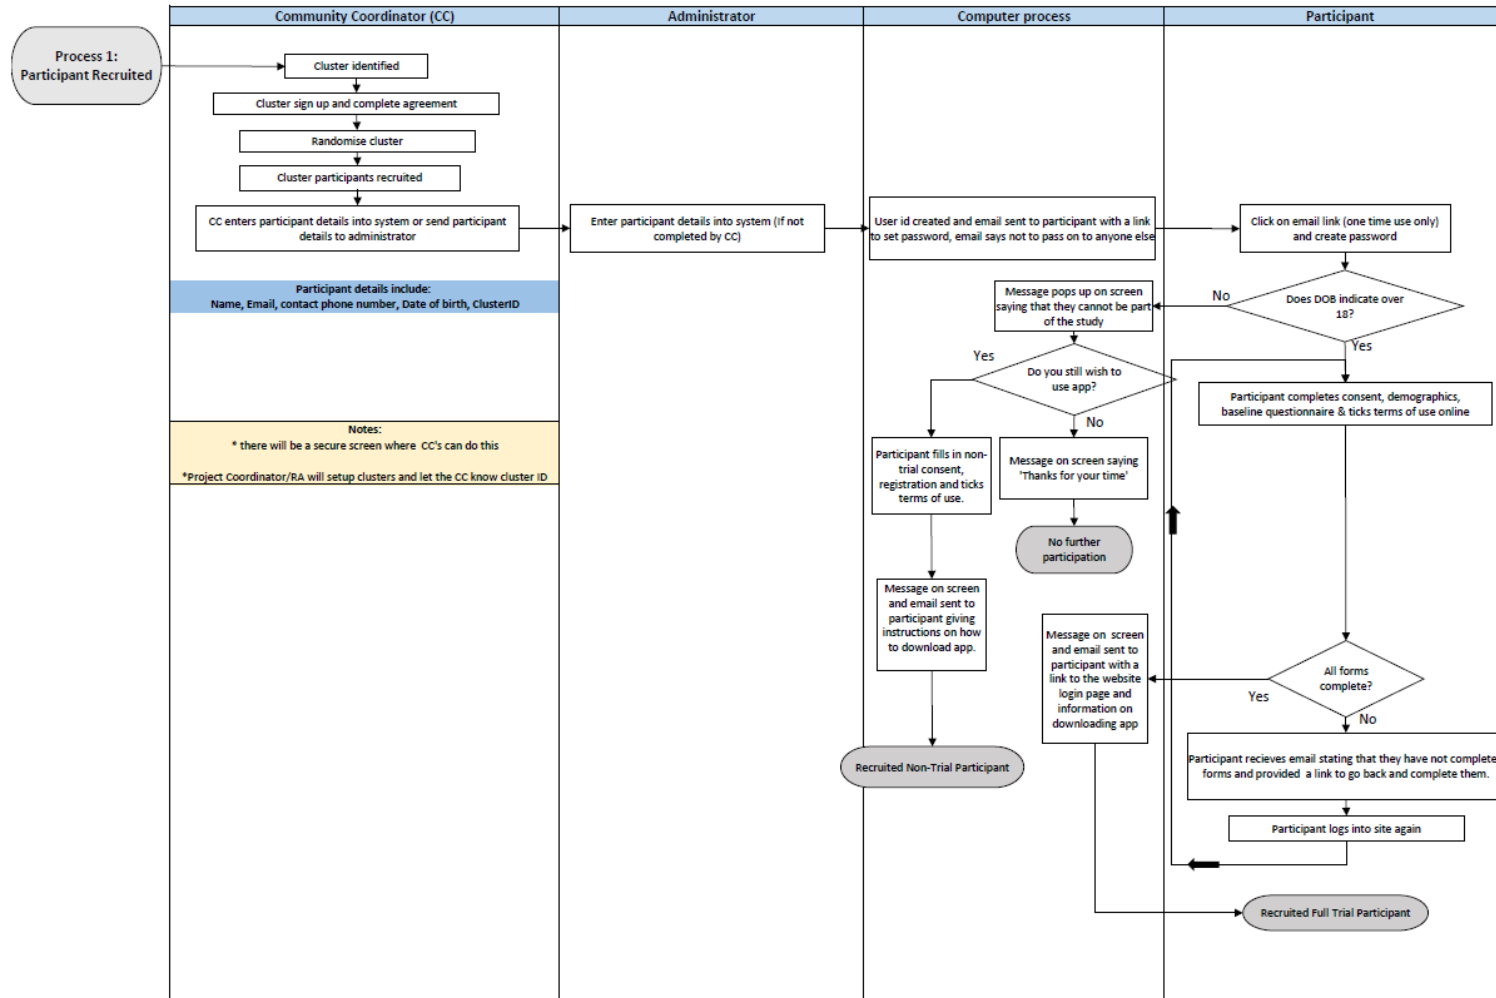 Community Coordinator (CC)
Administrator
Computer process
Participant
Process 1:
Participant Recruited
Cluster identified
Cluster sign up and complete agreement
Randomise cluster
Cluster participants recruited
CC enters participant details into system or send participant
details to administrator
Enter participant details into system (If not
completed by CC)
User id created and email sent to participant with a link
to set password, email says not to pass on to anyone else
Click on email link (one time use only)
and create password
Participant details include:
Name, Email, contact phone number, Date of birth, ClusterID
Message pops up on screen
saying that they cannot be part
of the study
No
Does DOB indicate over
18?
Yes
Yes
Do you still wish to
use app?
No
Participant completes consent, demographics,
baseline questionnaire & ticks terms of use online
Notes:
* there will be a secure screen where CC's can do this
*Project Coordinator/RA will setup clusters and let the CC know cluster ID
Participant fills in non-
trial consent,
registration and ticks
terms of use.
Message on screen saying
'Thanks for your time'
No further
participation
Message on screen
and email sent to
participant giving
instructions on how
to download app.
Message on screen
and email sent to
participant with a
link to the website
login page and
information on
downloading app
All forms
complete?
Yes
No
Recruited Non-Trial Participant
Participant recieves email stating that they have not complete
forms and provided a link to go back and complete them.
Participant logs into site again
Recruited Full Trial Participant